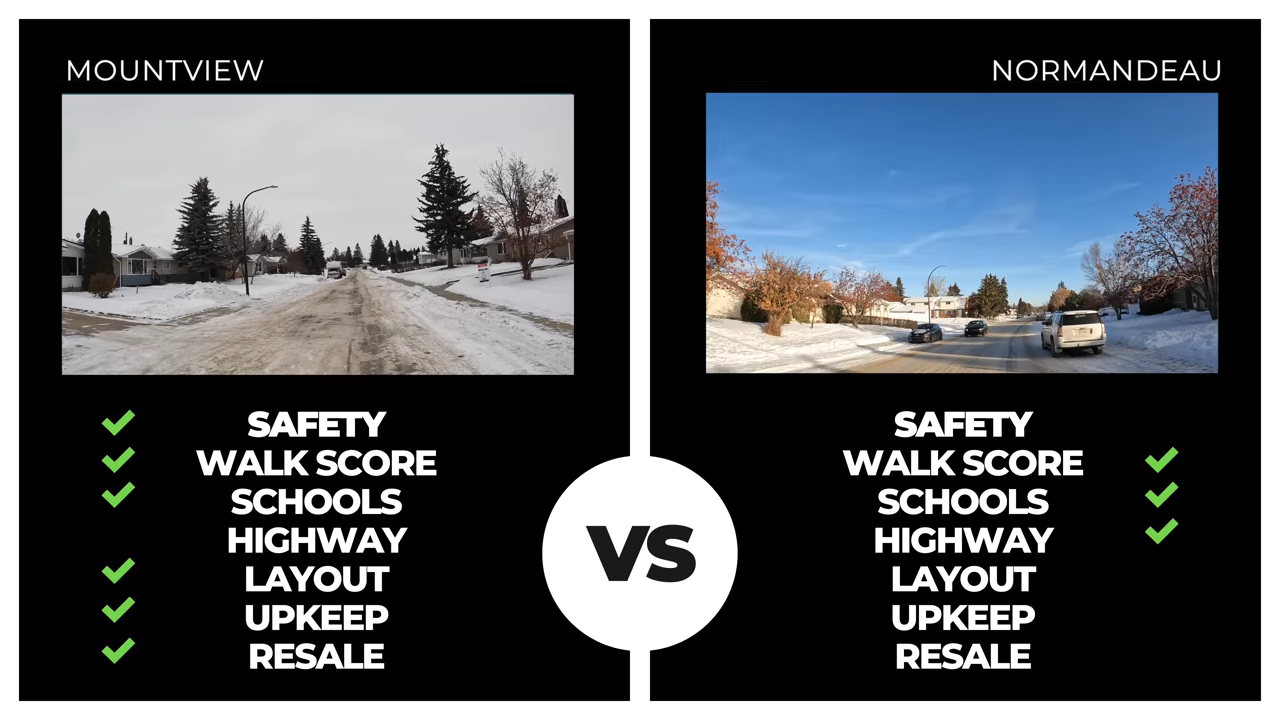 MOUNTVIEW
SAFETY
WALK SCORE
SCHOOLS
HIGHWAY
LAYOUT
UPKEEP
RESALE
VS
NORMANDEAU
SAFETY
WALK SCORE
SCHOOLS
HIGHWAY
LAYOUT
UPKEEP
RESALE